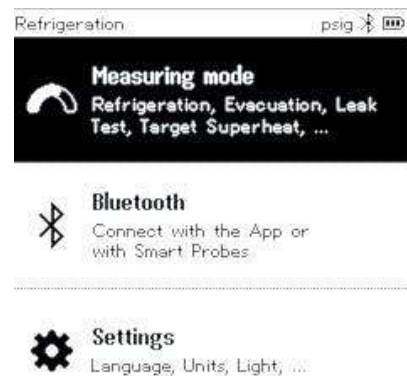 Refrigeration psig
Measuring mode
Refrigeration, Evacuation, Leak
Test, Target Superheat, ...
Bluetooth
Connect with the App or
with Smart Probes
Settings
Language, Units, Light, ...